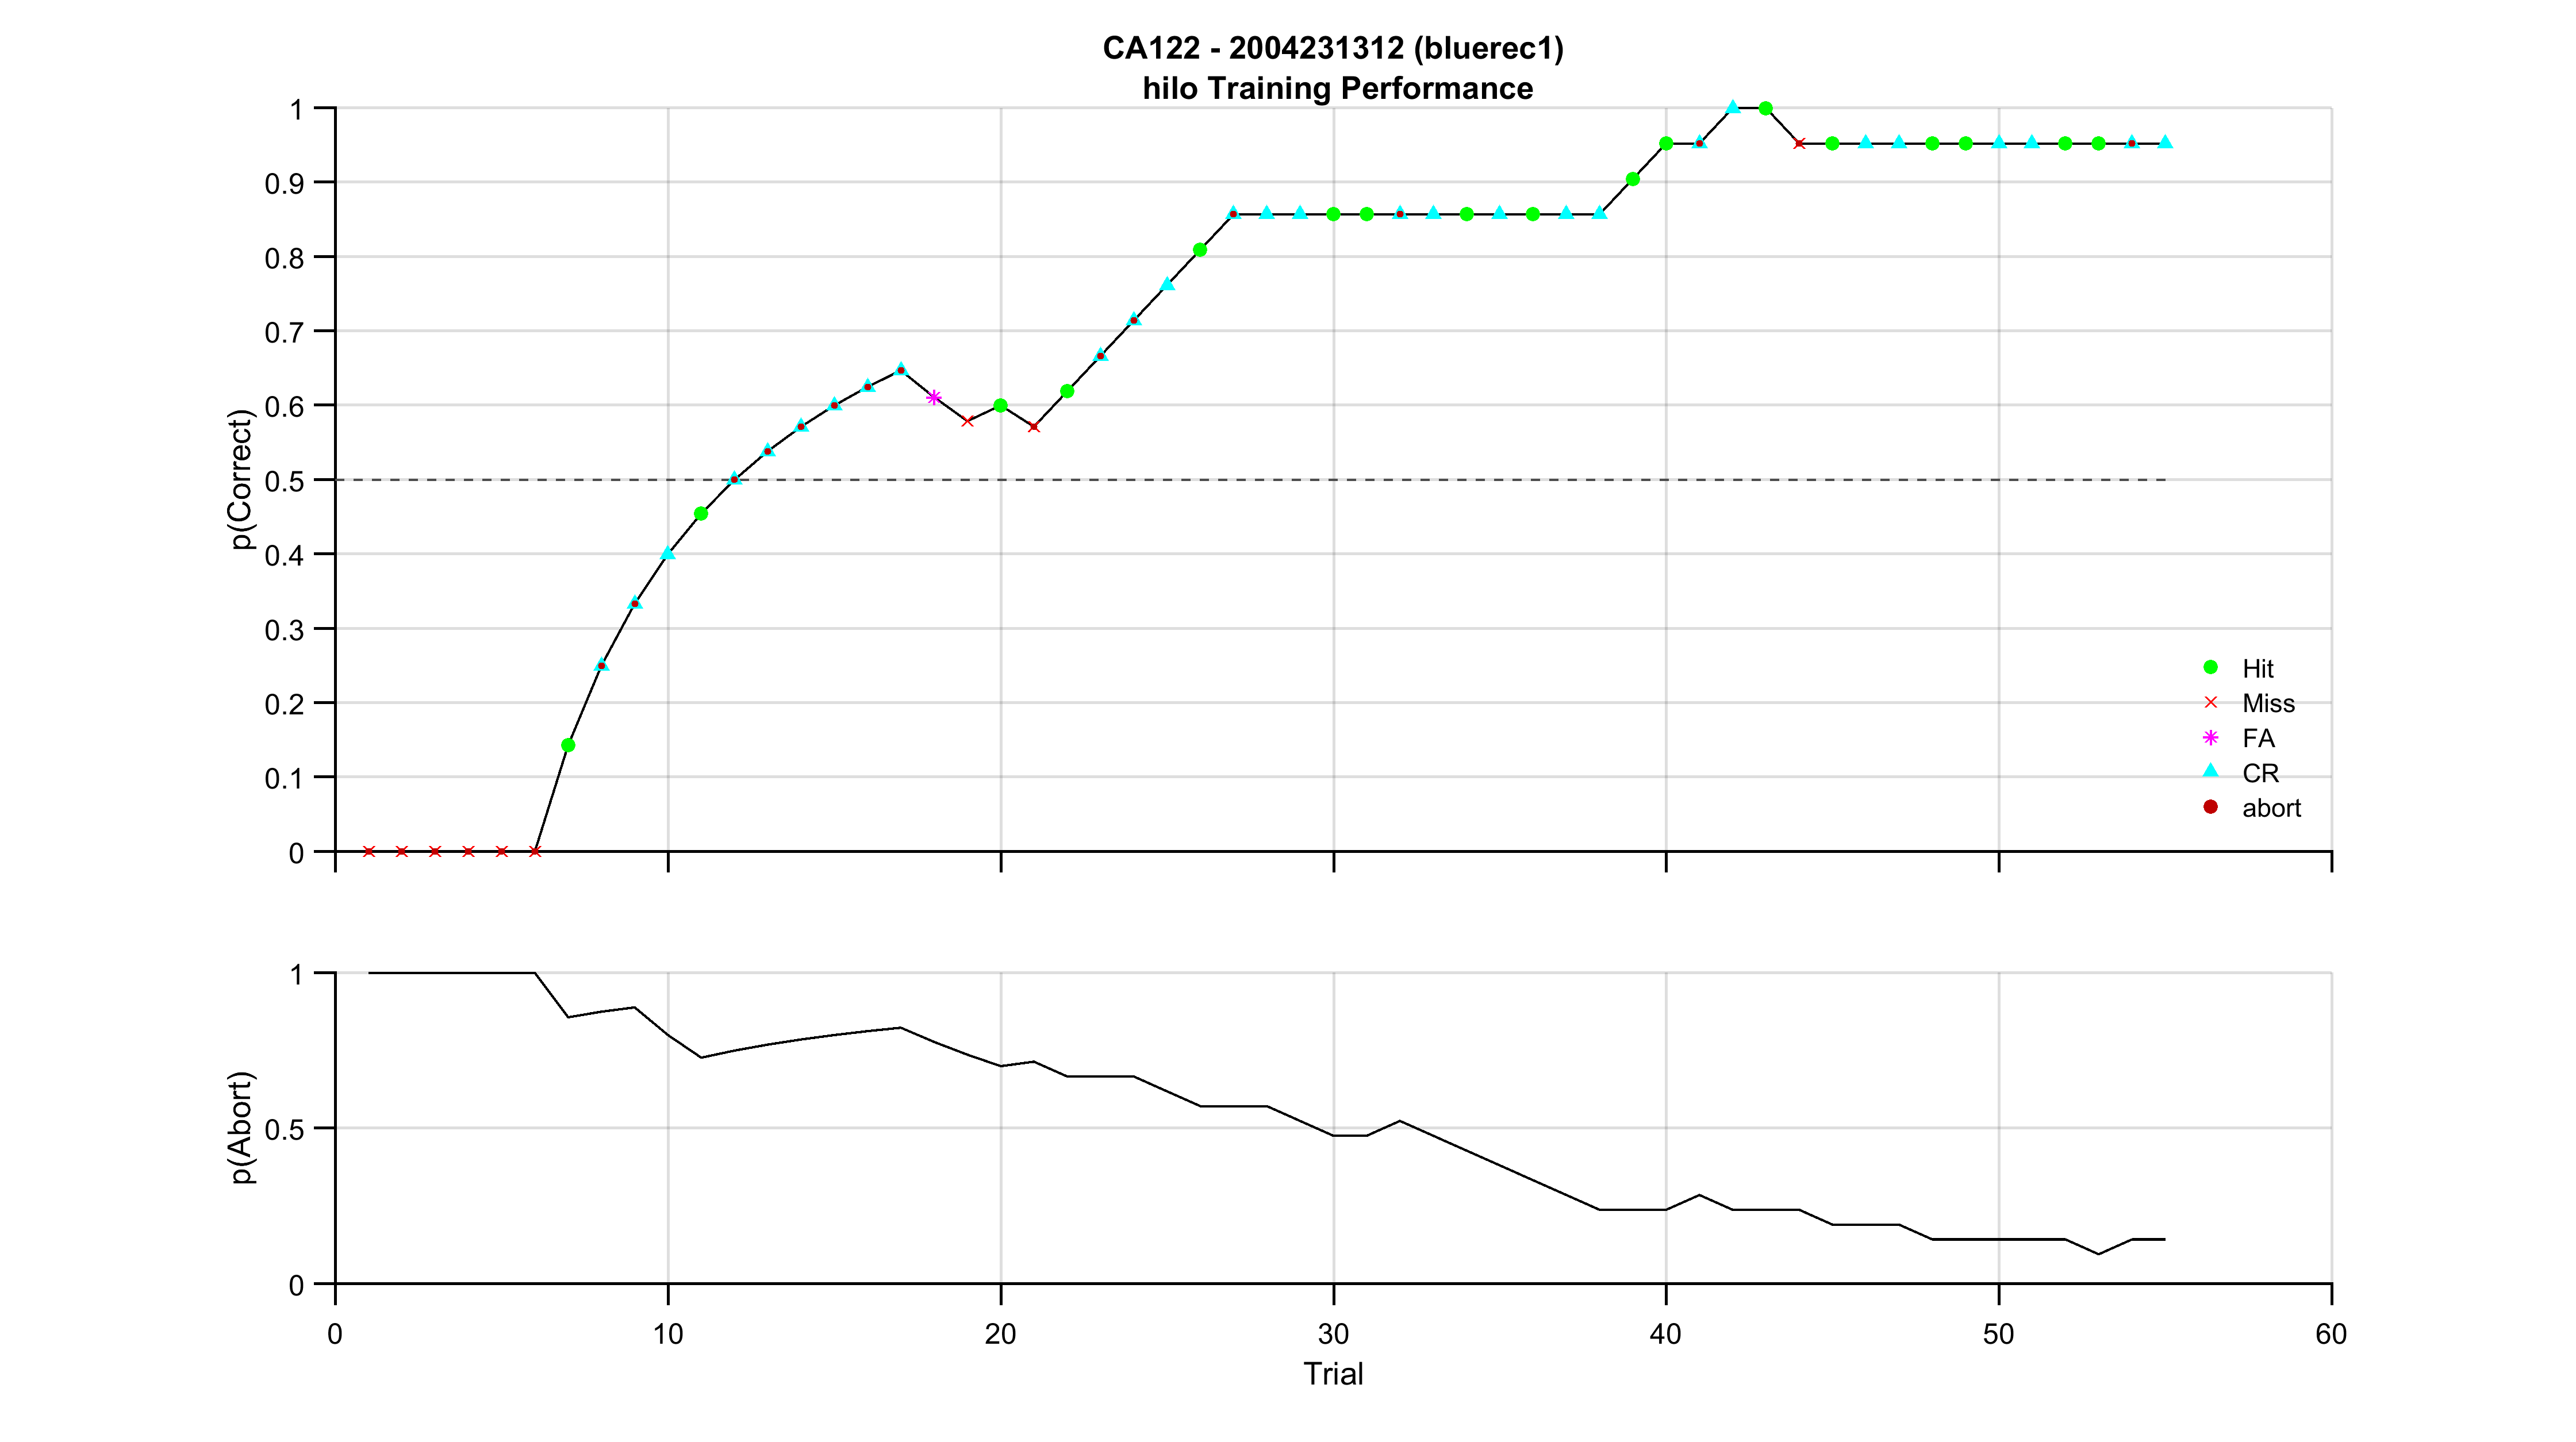 CA122 - 2004231312 (bluerec1)
hilo Training Performance
1
0.9
0.8
0.7
0.6
0.5
0.4
0.3
0.2
0.1
0
p(Correct)
Hit
Miss
FA
CR
abort
1
0.5
0
p(Abort)
0 10 20 30 40 50 60
Trial